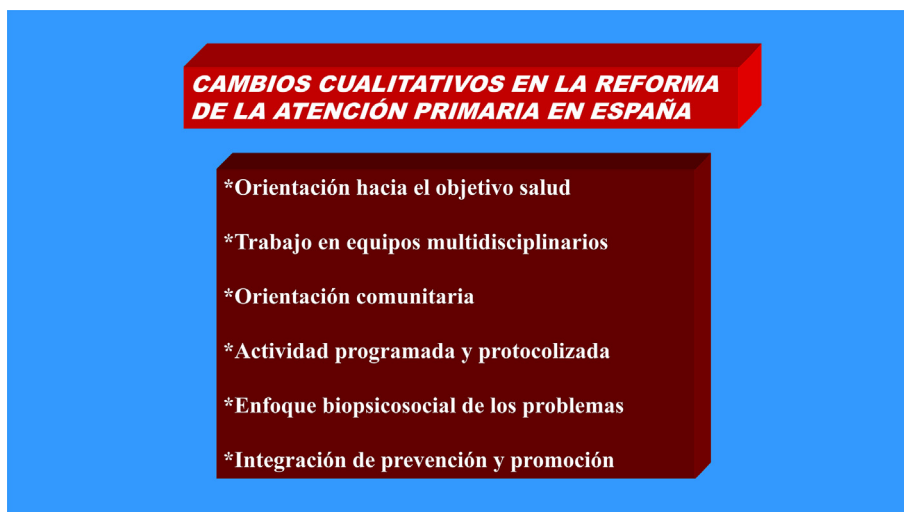 CAMBIOS CUALITATIVOS EN LA REFORMA
DE LA ATENCIÓN PRIMARIA EN ESPAÑA
*Orientación hacia el objetivo salud
*Trabajo en equipos multidisciplinarios
*Orientación comunitaria
*Actividad programada y protocolizada
*Enfoque biopsicosocial de los problemas
*Integración de prevención y promoción